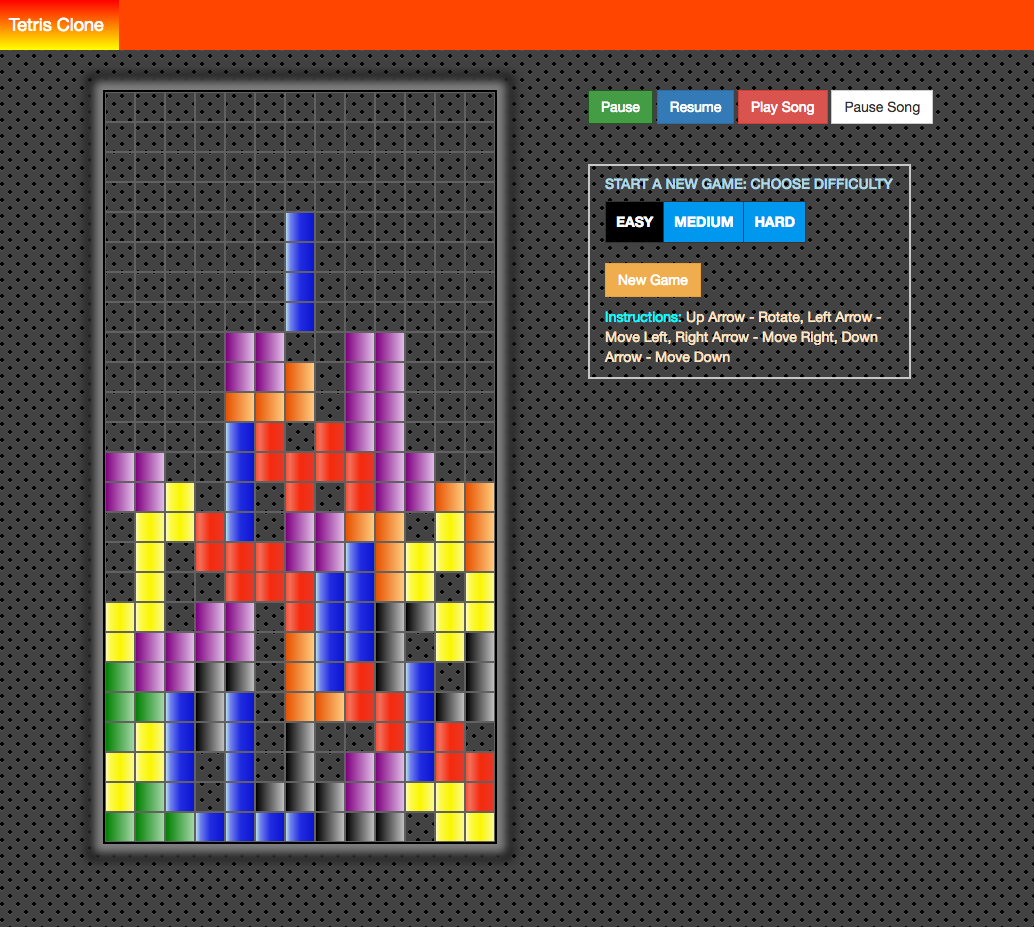 Tetris Clone
Pause
Resume
Play Song
Pause Song
START A NEW GAME: CHOOSE DIFFICULTY
EASY
MEDIUM
HARD
New Game
Instructions: Up Arrow - Rotate, Left Arrow -
Move Left, Right Arrow - Move Right, Down
Arrow - Move Down